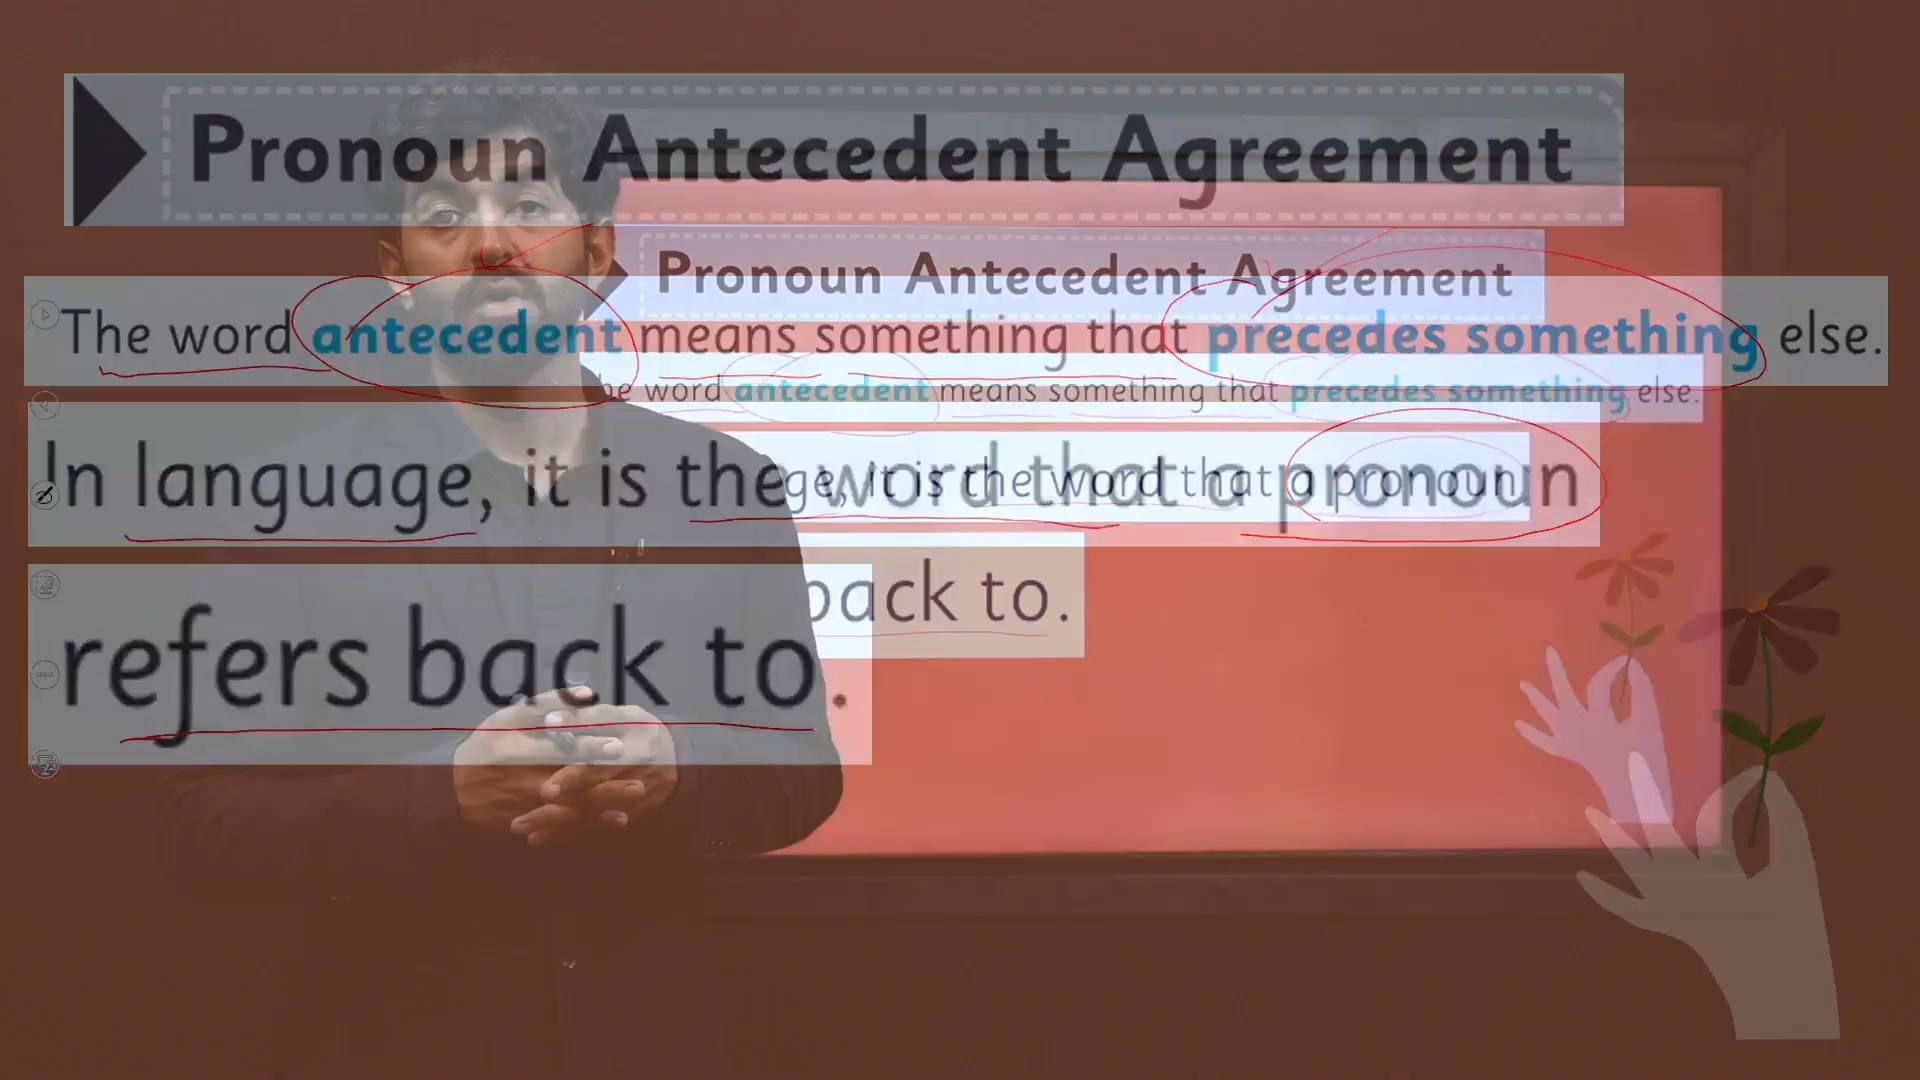 Pronoun Antecedent Agreement
The word antecedent means something that precedes something else.
In language, it is the word that a pronoun
refers back to.
Pronoun Antecedent Agreement
he word antecedent means something that precedes something else.
ge, it is the word that a pronoun
back to.